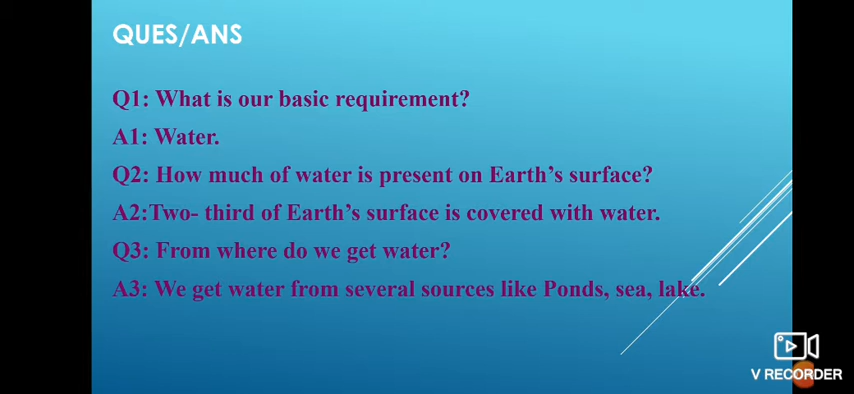 QUES/ANS
Q1: What is our basic requirement?
A1: Water.
Q2: How much of water is present on Earth's surface?
A2:Two- third of Earth's surface is covered with water.
Q3: From where do we get water?
A3: We get water from several sources like Ponds, sea, lake.
V RECORDER